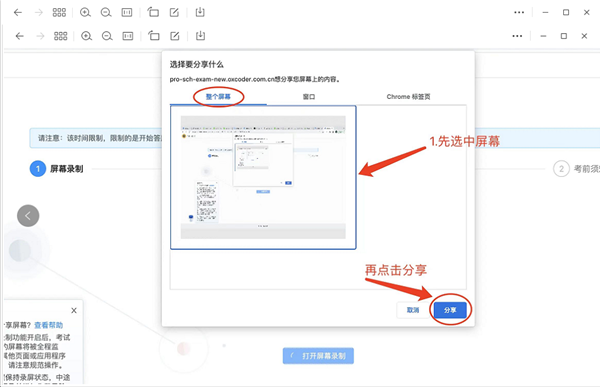 选择要分享什么
pro-sch-exam-new.oxcoder.com.cn想分享您屏幕上的内容。
整个屏幕
窗口
Chrome 标签页
请注意：该时间限制，限制的是开始答
1
屏幕录制
2
考前须
1.先选中屏幕
再点击分享
取消
分享
享屏幕？查看帮助
制功能开启后，考试
屏幕将被全程监
其他页面或应用程序
请注意规范操作。
保持录屏状态，中途
打开屏幕录制